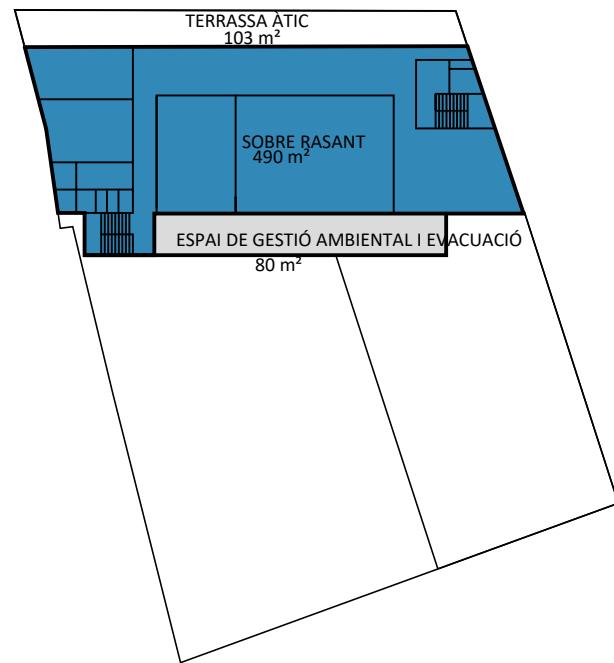 TERRASSA ÀTIC
103 m²
SOBRE RASANT
490 m²
ESPAI DE GESTIÓ AMBIENTAL I EVACUACIÓ
80 m²